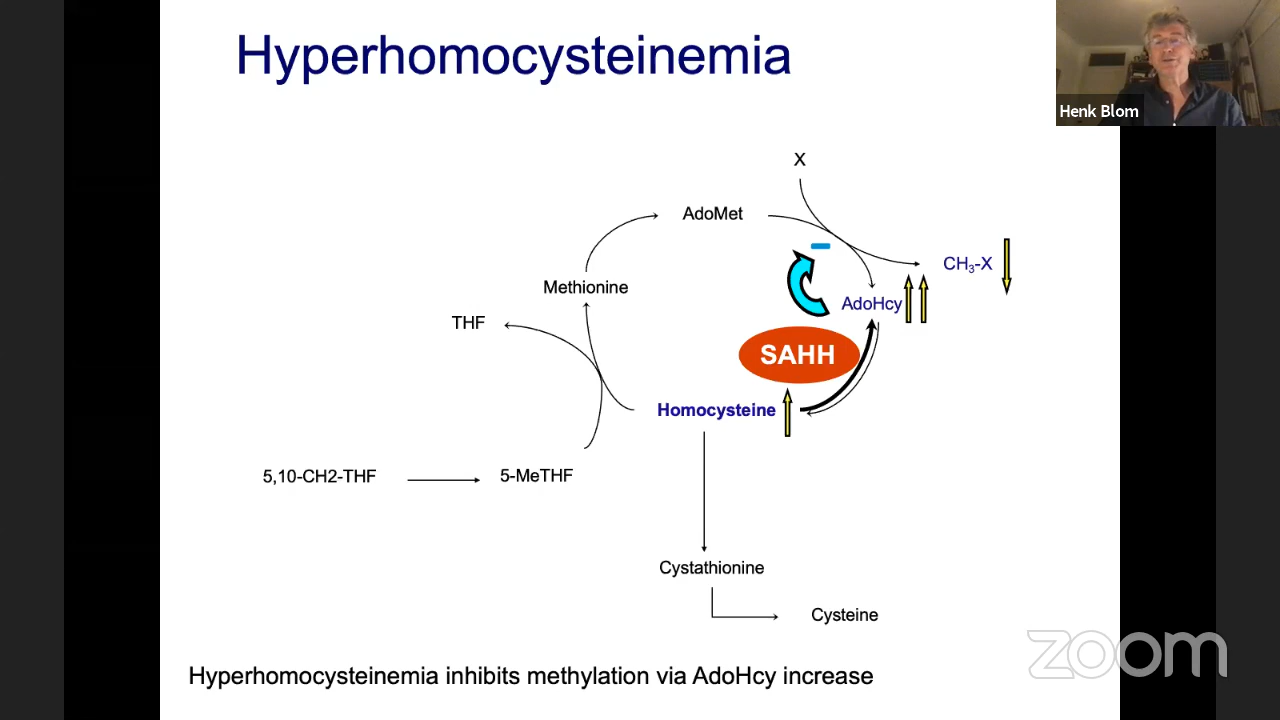 Hyperhomocysteinemia
Henk Blom
X
AdoMet
CH3-X
Methionine
AdoHcy
THF
SAHH
Homocysteine
5,10-CH2-THF
5-MeTHF
Cystathionine
Cysteine
zoom
Hyperhomocysteinemia inhibits methylation via AdoHcy increase